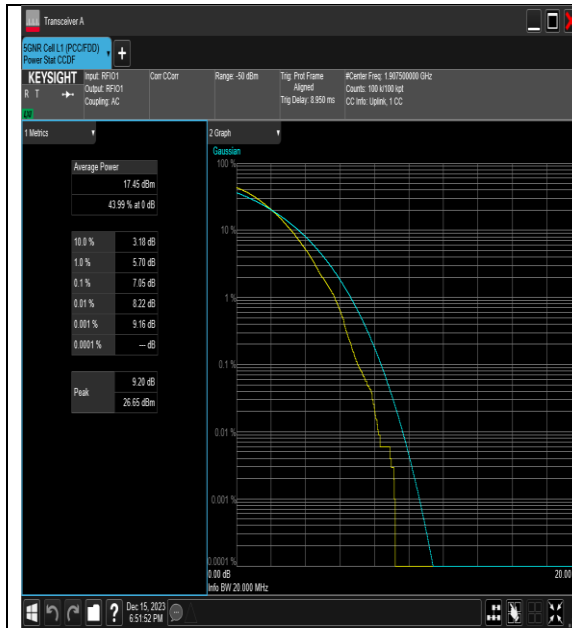 Transceiver A
5GNR Cell L1 (PCC/FDD)
Power Stat CCDF
+
KEYSIGHT
R T
LXI
Input: RFIO1
Output: RFIO1
Coupling: AC
Corr CCorr
Range: -50 dBm
Trig: Prot Frame
Aligned
Trig Delay: 8.950 ms
#Center Freq: 1.907500000 GHz
Counts: 100 k/100 kpt
CC Info: Uplink, 1 CC
1 Metrics
Average Power
17.45 dBm
43.99 % at 0 dB
10.0 % 3.18 dB
1.0 % 5.70 dB
0.1 % 7.05 dB
0.01 % 8.22 dB
0.001 % 9.16 dB
0.0001 % --- dB
Peak 9.20 dB
26.65 dBm
2 Graph
Gaussian
100 %
10 %
1 %
0.1 %
0.01 %
0.001 %
0.0001 %
0.00 dB
20.00
Info BW 20.000 MHz
?
Dec 15, 2023
6:51:52 PM